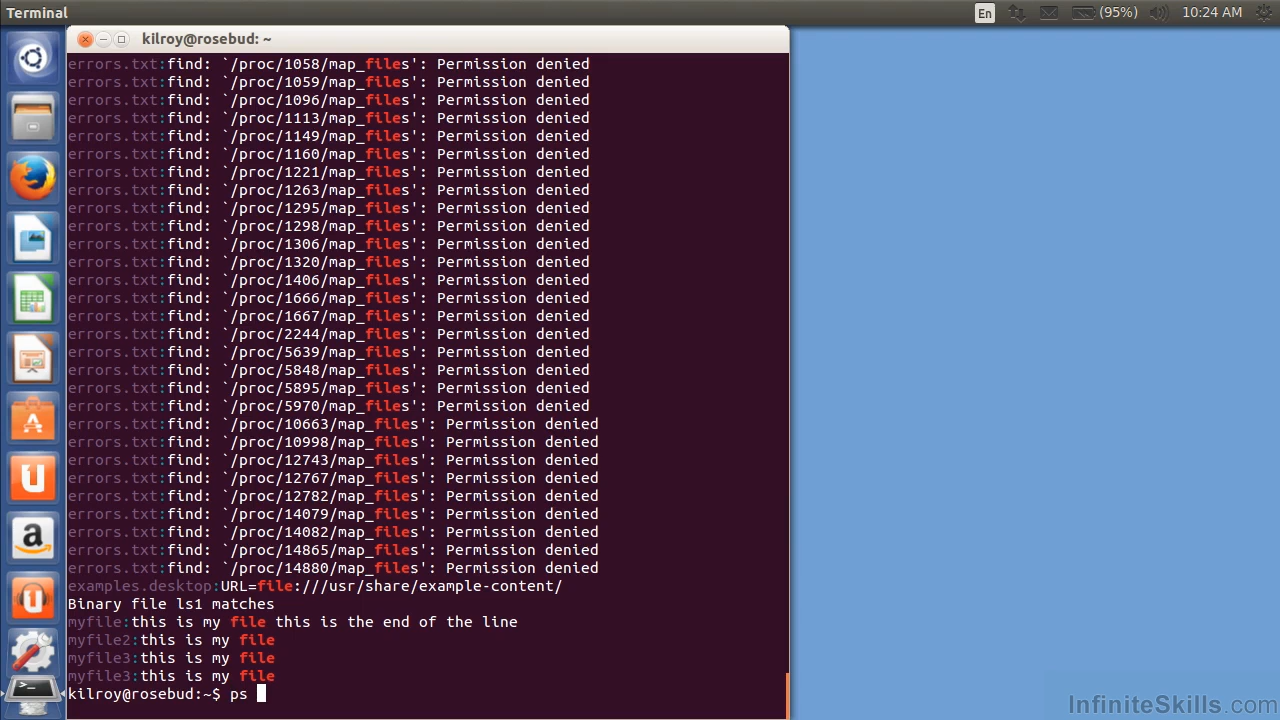 Terminal
En
(95%)
10:24 AM
kilroy@rosebud: ~
errors.txt:find: `/proc/1058/map_files': Permission denied
errors.txt:find: `/proc/1059/map_files': Permission denied
errors.txt:find: `/proc/1096/map_files': Permission denied
errors.txt:find: `/proc/1113/map_files': Permission denied
errors.txt:find: `/proc/1149/map_files': Permission denied
errors.txt:find: `/proc/1160/map_files': Permission denied
errors.txt:find: `/proc/1221/map_files': Permission denied
errors.txt:find: `/proc/1263/map_files': Permission denied
errors.txt:find: `/proc/1295/map_files': Permission denied
errors.txt:find: `/proc/1298/map_files': Permission denied
errors.txt:find: `/proc/1306/map_files': Permission denied
errors.txt:find: `/proc/1320/map_files': Permission denied
errors.txt:find: `/proc/1406/map_files': Permission denied
errors.txt:find: `/proc/1666/map_files': Permission denied
errors.txt:find: `/proc/1667/map_files': Permission denied
errors.txt:find: `/proc/2244/map_files': Permission denied
errors.txt:find: `/proc/5639/map_files': Permission denied
errors.txt:find: `/proc/5848/map_files': Permission denied
errors.txt:find: `/proc/5895/map_files': Permission denied
errors.txt:find: `/proc/5970/map_files': Permission denied
errors.txt:find: `/proc/10663/map_files': Permission denied
errors.txt:find: `/proc/10998/map_files': Permission denied
errors.txt:find: `/proc/12743/map_files': Permission denied
errors.txt:find: `/proc/12767/map_files': Permission denied
errors.txt:find: `/proc/12782/map_files': Permission denied
errors.txt:find: `/proc/14079/map_files': Permission denied
errors.txt:find: `/proc/14082/map_files': Permission denied
errors.txt:find: `/proc/14865/map_files': Permission denied
errors.txt:find: `/proc/14880/map_files': Permission denied
examples.desktop:URL=file:///usr/share/example-content/
Binary file ls1 matches
myfile:this is my file this is the end of the line
myfile2:this is my file
myfile3:this is my file
myfile3:this is my file
kilroy@rosebud:~$ ps
InfiniteSkills.com